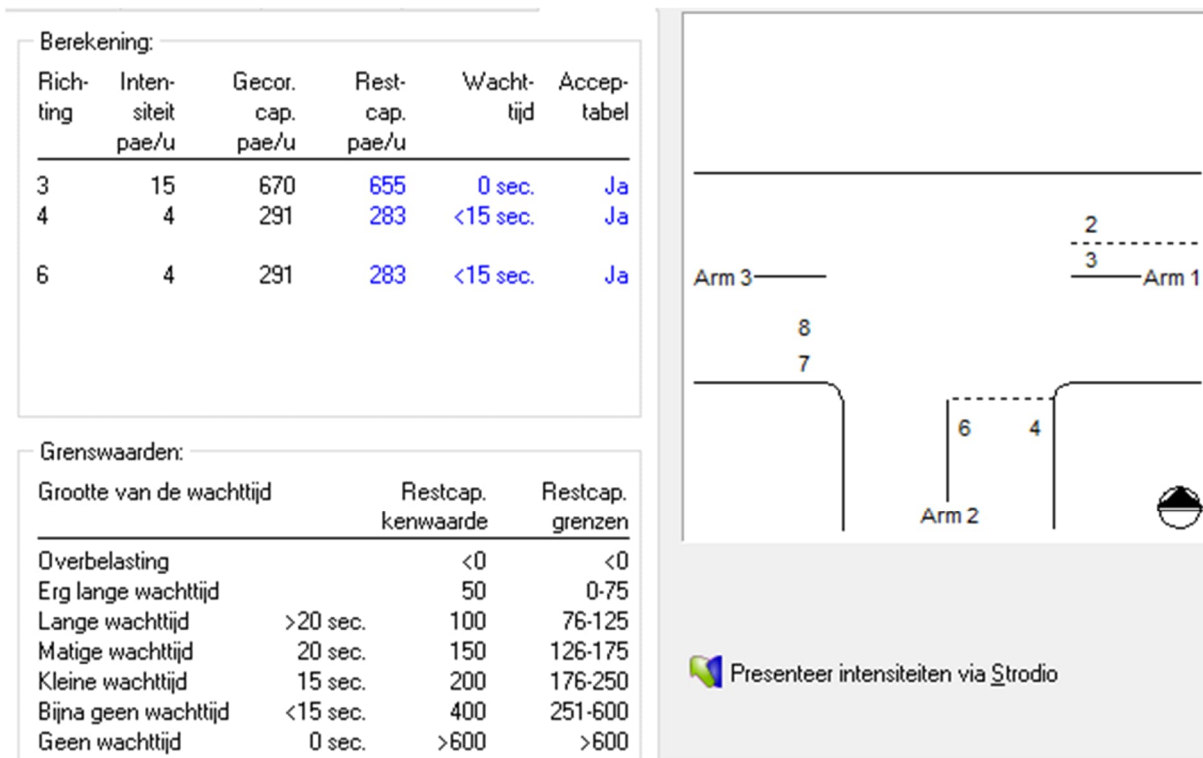 Berekening:
Rich- Inten- Gecor. Rest- Wacht- Accep-
ting siteit cap. cap. tijd tabel
pae/u pae/u pae/u
3 15 670 655 0 sec. Ja
4 4 291 283 <15 sec. Ja
6 4 291 283 <15 sec. Ja
Grenswaarden:
Grootte van de wachttijd Restcap. Restcap.
kenwaarde grenzen
Overbelasting <0 <0
Erg lange wachttijd 50 0-75
Lange wachttijd >20 sec. 100 76-125
Matige wachttijd 20 sec. 150 126-175
Kleine wachttijd 15 sec. 200 176-250
Bijna geen wachttijd <15 sec. 400 251-600
Geen wachttijd 0 sec. >600 >600
2
3
Arm 3 Arm 1
8
7
6 4
Arm 2
Presenteer intensiteiten via Strodio